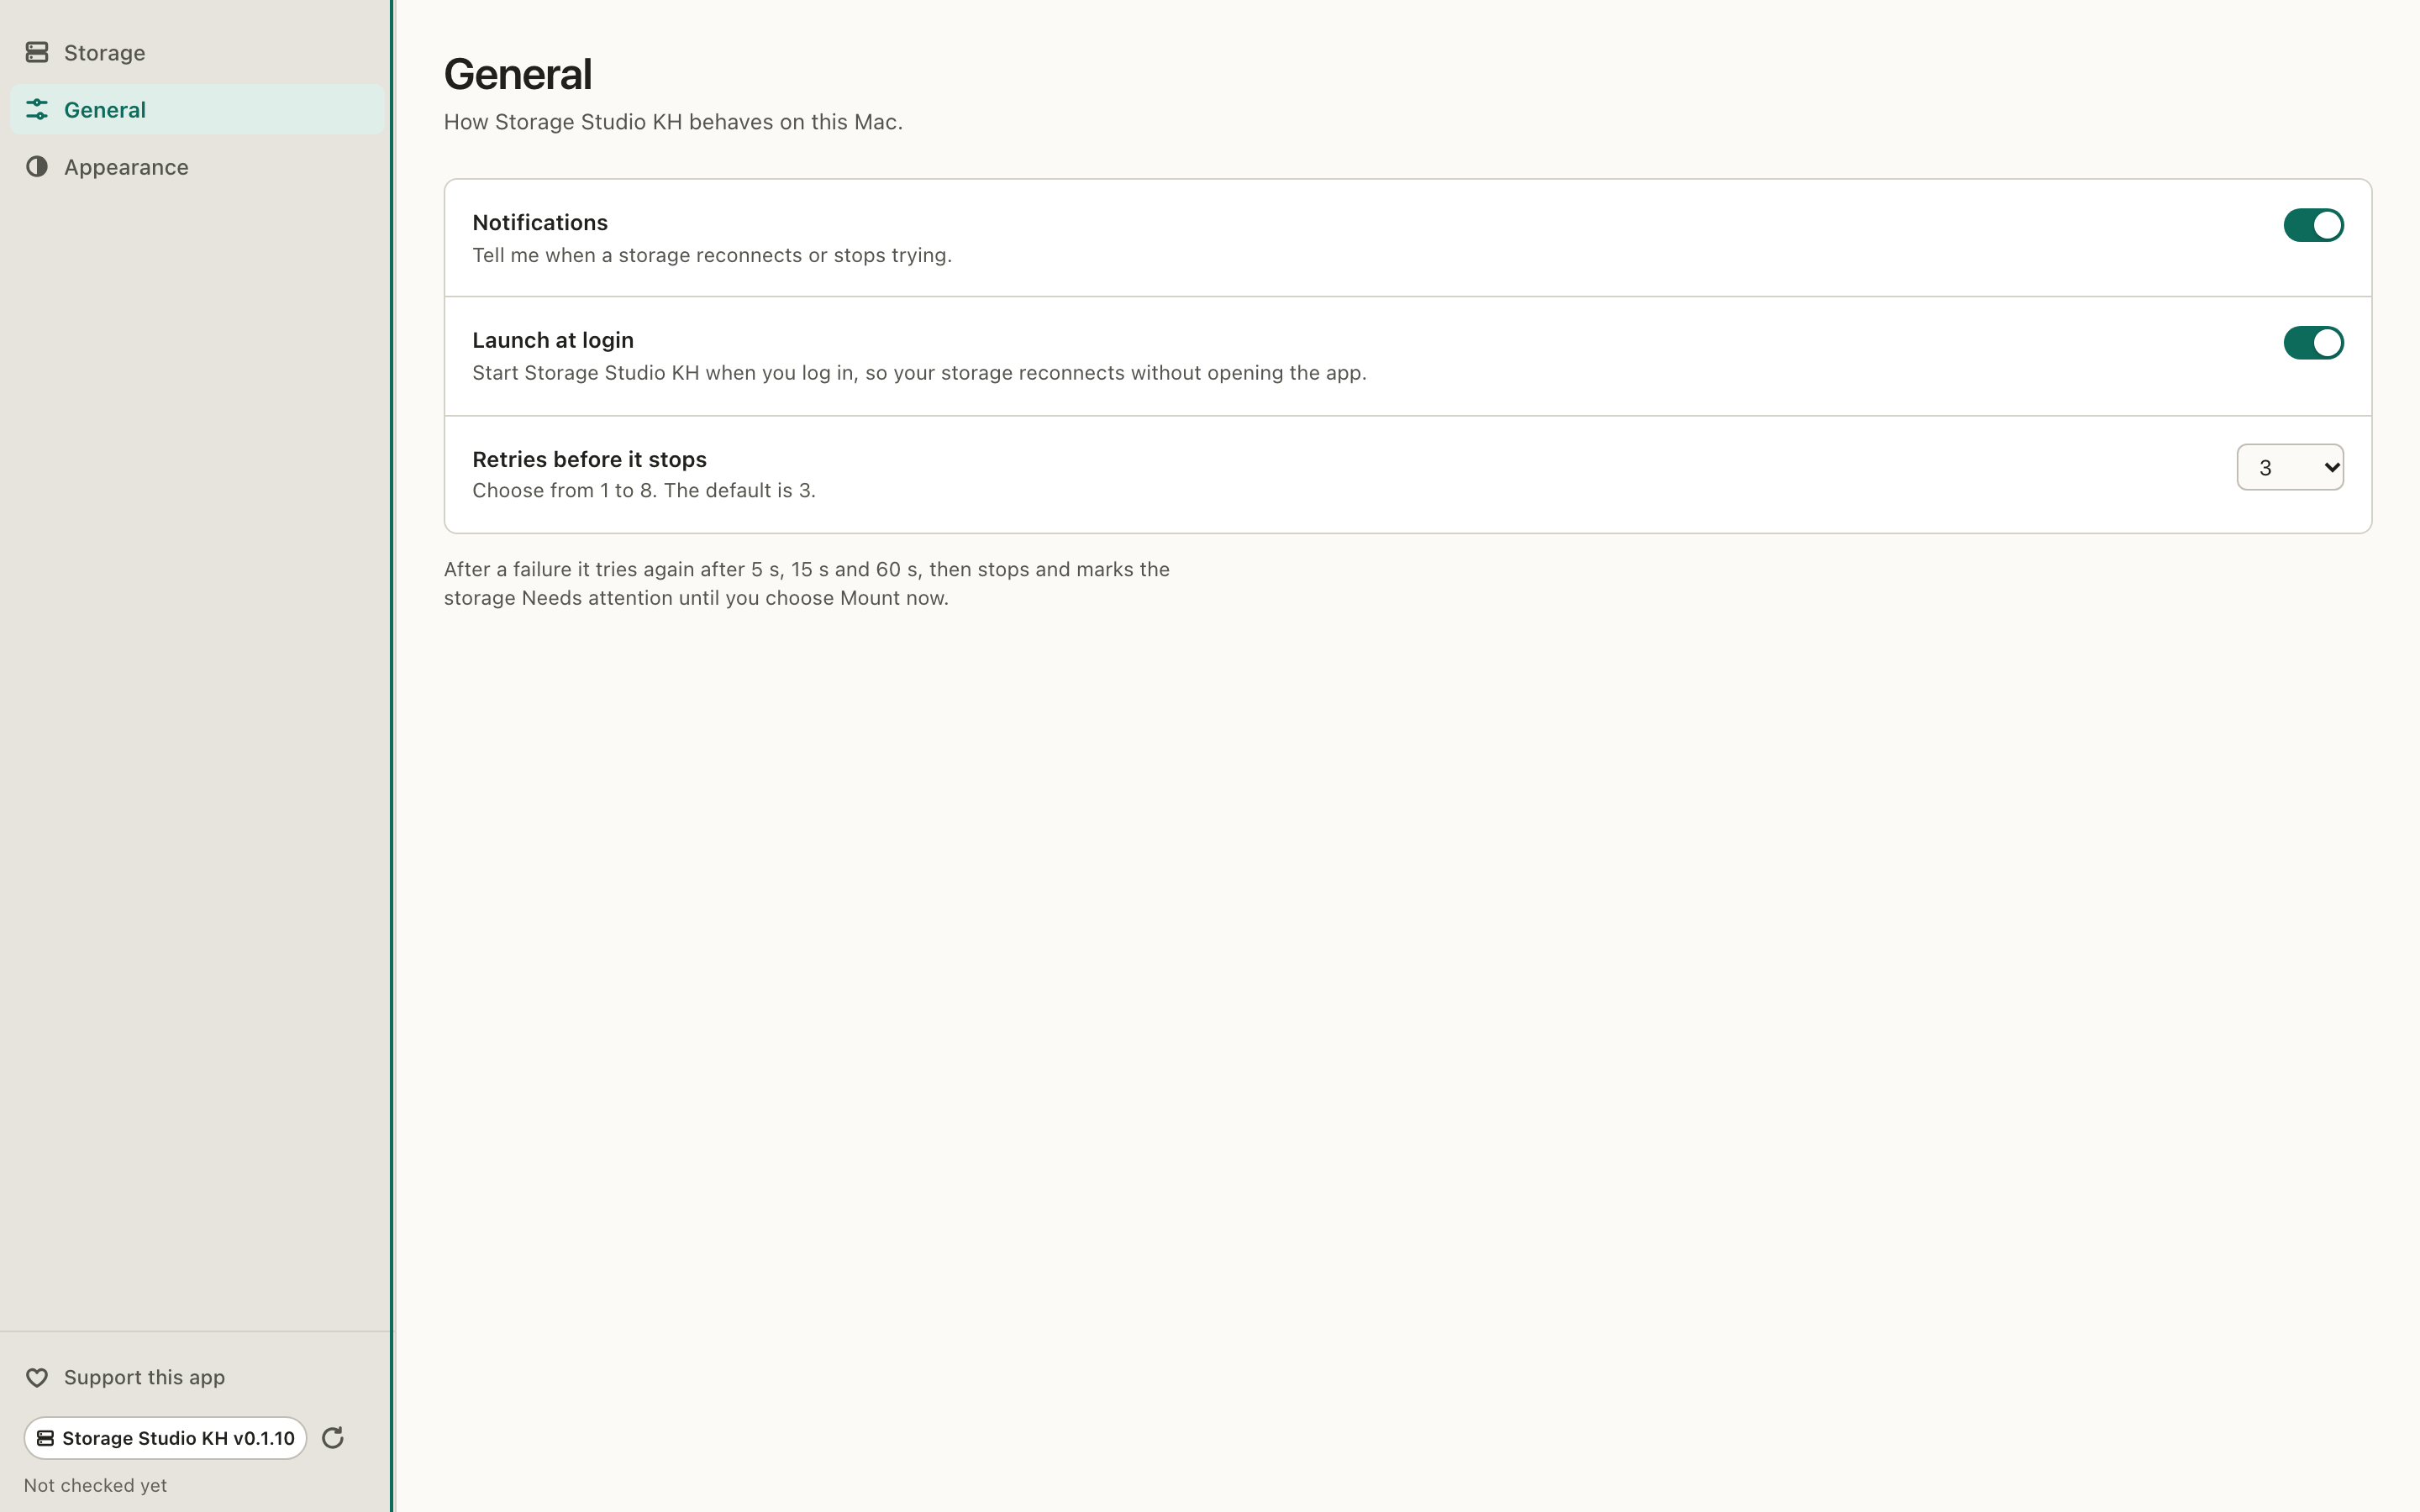 Storage
General
Appearance
General
How Storage Studio KH behaves on this Mac.
Notifications
Tell me when a storage reconnects or stops trying.
Launch at login
Start Storage Studio KH when you log in, so your storage reconnects without opening the app.
Retries before it stops
Choose from 1 to 8. The default is 3.
3
After a failure it tries again after 5 s, 15 s and 60 s, then stops and marks the
storage Needs attention until you choose Mount now.
Support this app
Storage Studio KH v0.1.10
Not checked yet